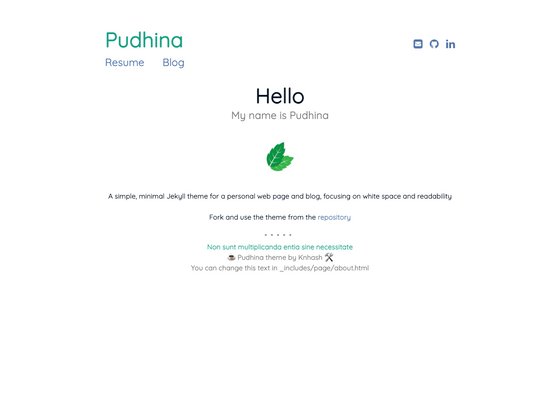 Pudhina
Resume Blog
Hello
My name is Pudhina
A simple, minimal Jekyll theme for a personal web page and blog, focusing on white space and readability
Fork and use the theme from the repository
• • • • •
Non sunt multiplicanda entia sine necessitate
☕ Pudhina theme by Knhash 🛠
You can change this text in _includes/page/about.html